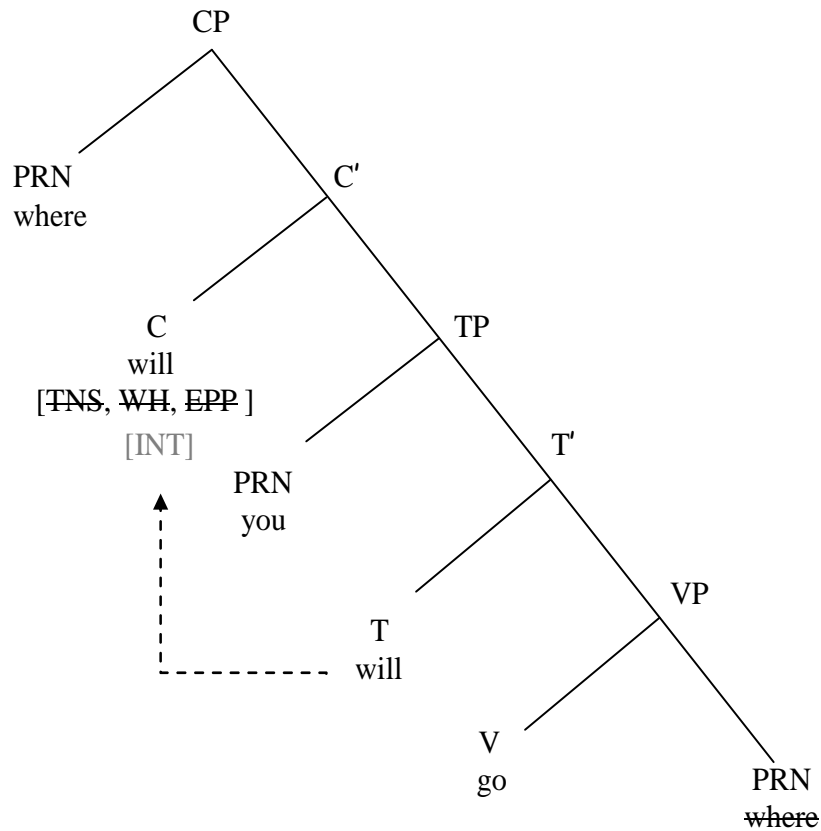 CP
PRN
where
C'
C
will
[TNS, WH, EPP ]
[INT]
TP
PRN
you
T'
T
will
VP
V
go
PRN
where